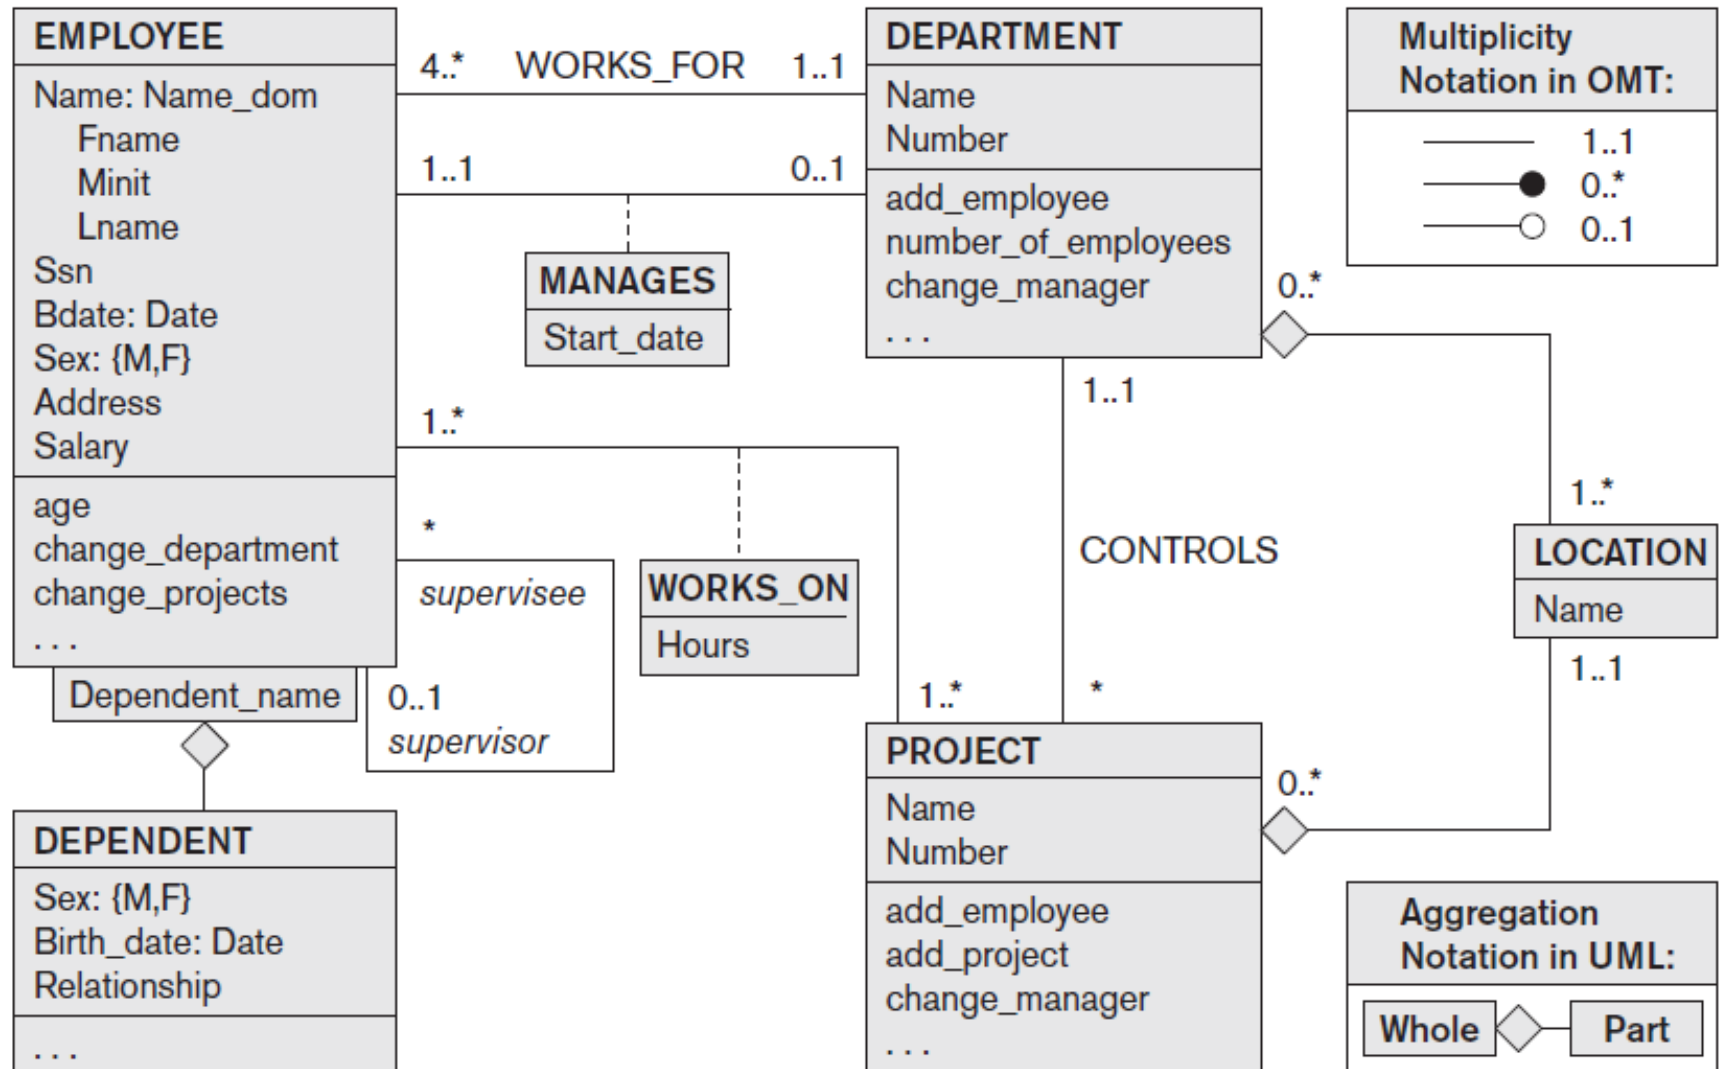 EMPLOYEE
Name: Name_dom
Fname
Minit
Lname
Ssn
Bdate: Date
Sex: {M,F}
Address
Salary
age
change_department
change_projects
. . .
Dependent_name
DEPENDENT
Sex: {M,F}
Birth_date: Date
Relationship
. . .
4..* WORKS_FOR 1..1
1..1 0..1
MANAGES
Start_date
1..*
*
supervisee
0..1
supervisor
WORKS_ON
Hours
1..*
DEPARTMENT
Name
Number
add_employee
number_of_employees
change_manager
. . .
0..*
1..1
CONTROLS
*
PROJECT
Name
Number
add_employee
add_project
change_manager
. . .
0..*
Multiplicity
Notation in OMT:
1..1
0..*
0..1
1..*
LOCATION
Name
1..1
Aggregation
Notation in UML:
Whole Part